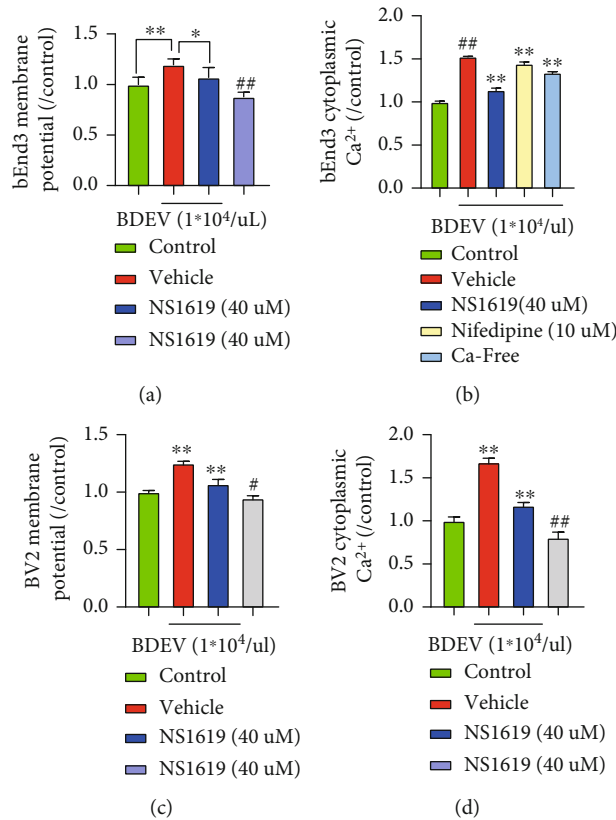 bEnd3 membrane
potential (/control)
1.5
1.0
0.5
0.0
**
*
##
BDEV (1*10⁴/uL)
Control
Vehicle
NS1619 (40 uM)
NS1619 (40 uM)
(a)
bEnd3 cytoplasmic
Ca²⁺ (/control)
2.0
1.5
1.0
0.5
0.0
##
**
**
**
BDEV (1*10⁴/ul)
Control
Vehicle
NS1619(40 uM)
Nifedipine (10 uM)
Ca-Free
(b)
BV2 membrane
potential (/control)
1.5
1.0
0.5
0.0
**
**
#
BDEV (1*10⁴/ul)
Control
Vehicle
NS1619 (40 uM)
NS1619 (40 uM)
(c)
BV2 cytoplasmic
Ca²⁺ (/control)
2.0
1.5
1.0
0.5
0.0
**
**
##
BDEV (1*10⁴/ul)
Control
Vehicle
NS1619 (40 uM)
NS1619 (40 uM)
(d)